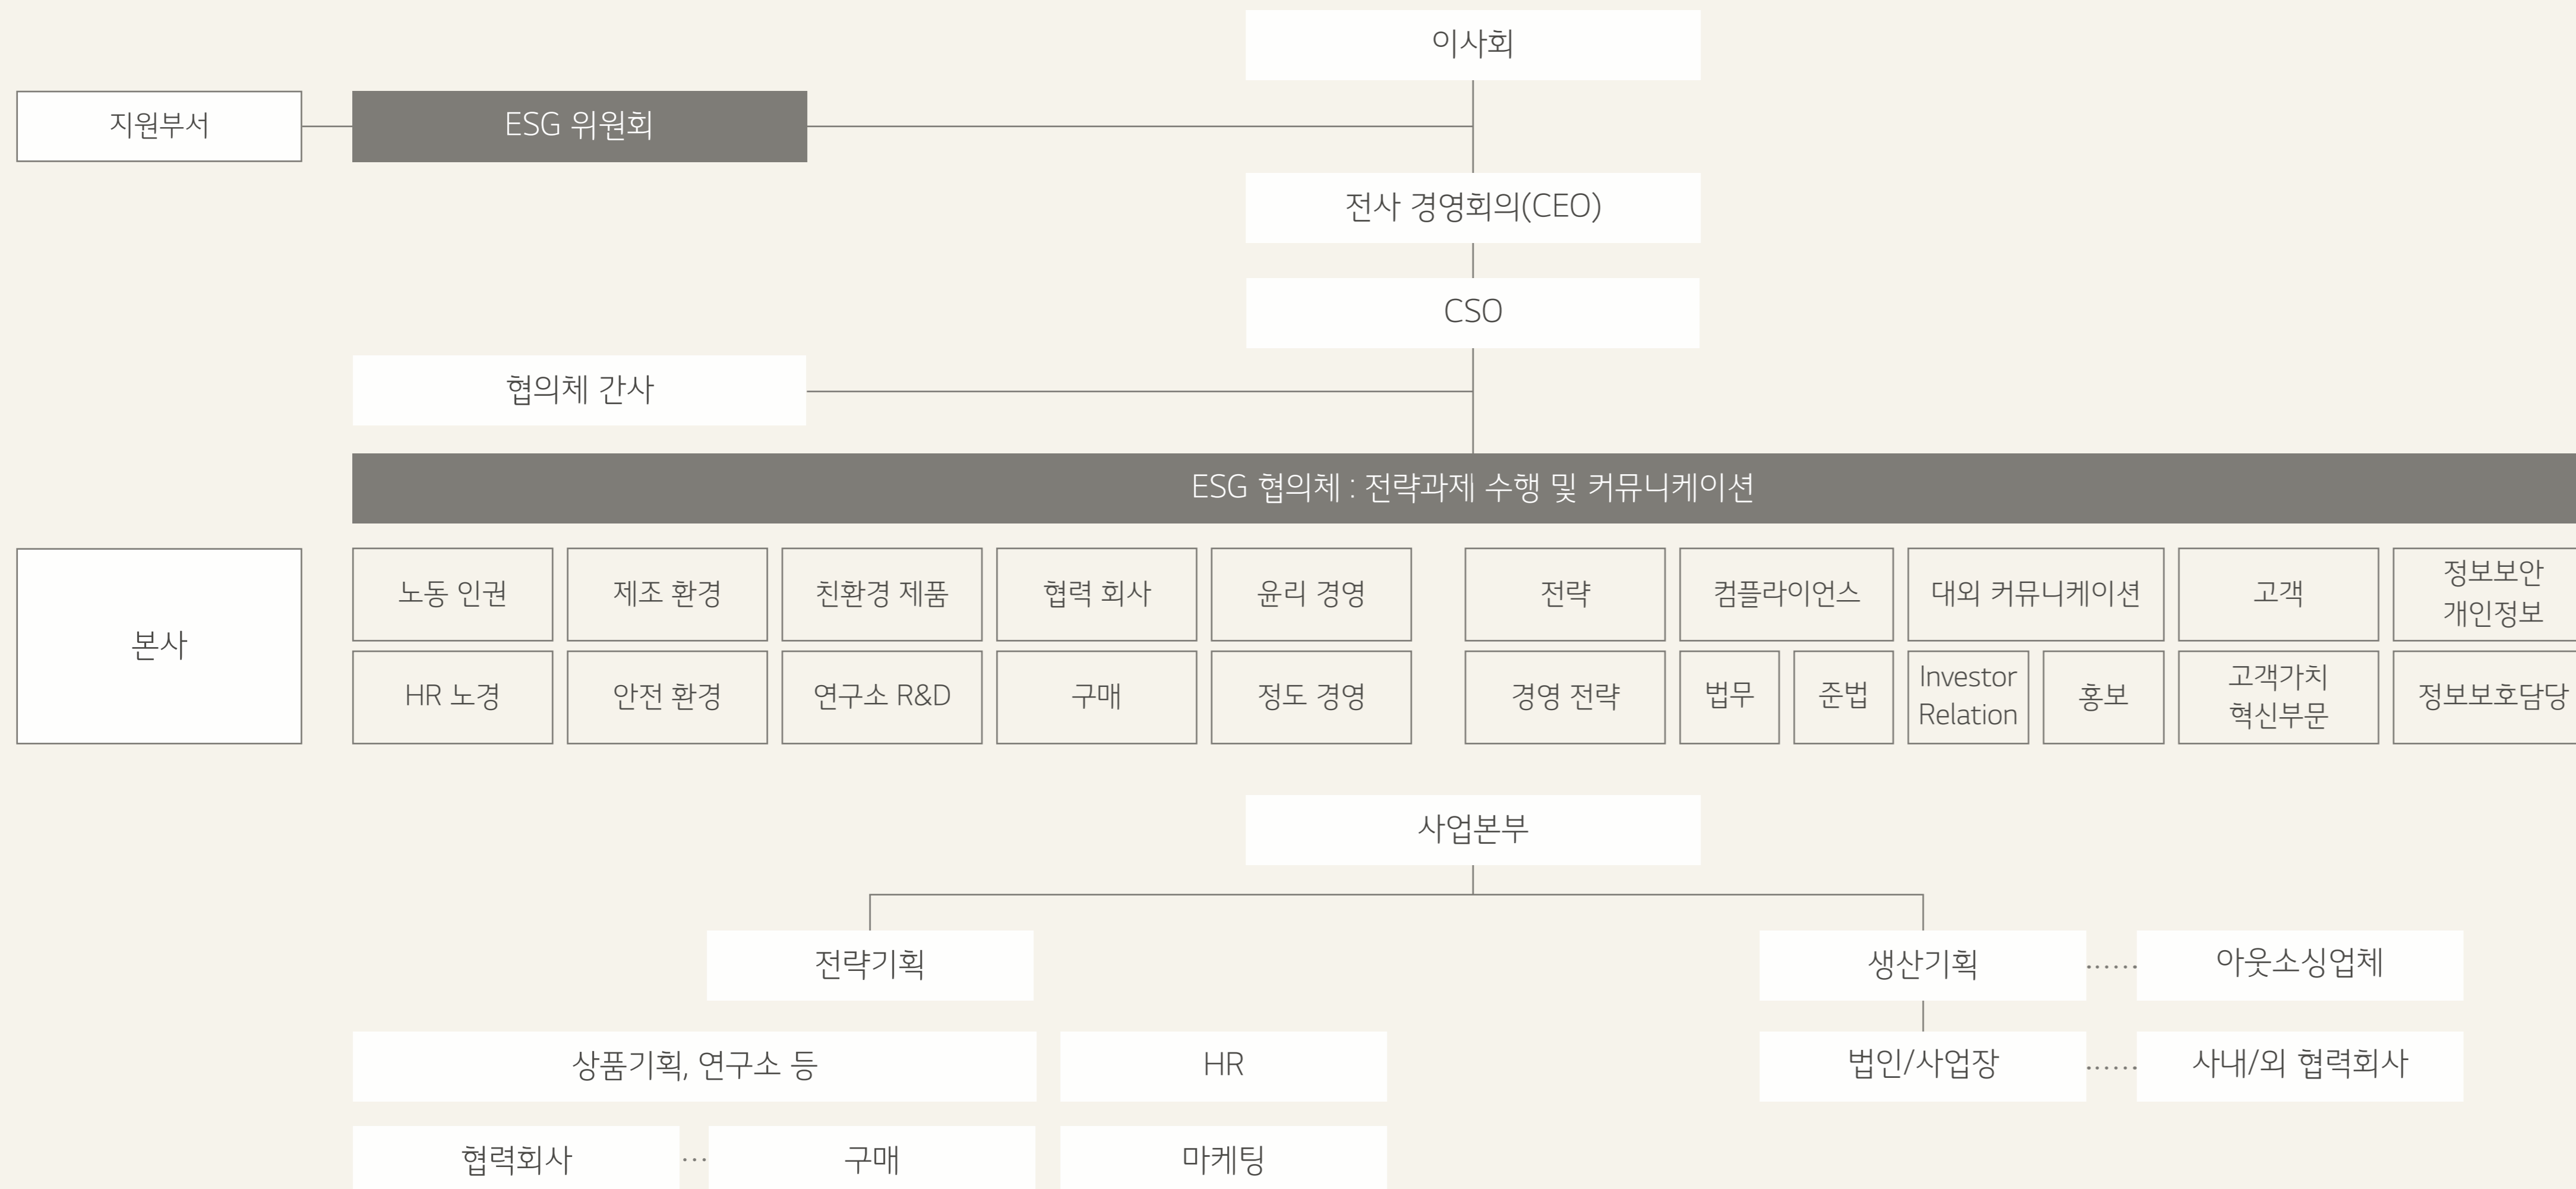 이사회
지원부서
ESG 위원회
전사 경영회의(CEO)
CSO
협의체 간사
ESG 협의체 : 전략과제 수행 및 커뮤니케이션
본사
노동 인권
제조 환경
친환경 제품
협력 회사
윤리 경영
전략
컴플라이언스
대외 커뮤니케이션
고객
정보보안
개인정보
HR 노경
안전 환경
연구소 R&D
구매
정도 경영
경영 전략
법무
준법
Investor
Relation
홍보
고객가치
혁신부문
정보보호담당
사업본부
전략기획
생산기획
아웃소싱업체
상품기획, 연구소 등
HR
법인/사업장
사내/외 협력회사
협력회사
구매
마케팅